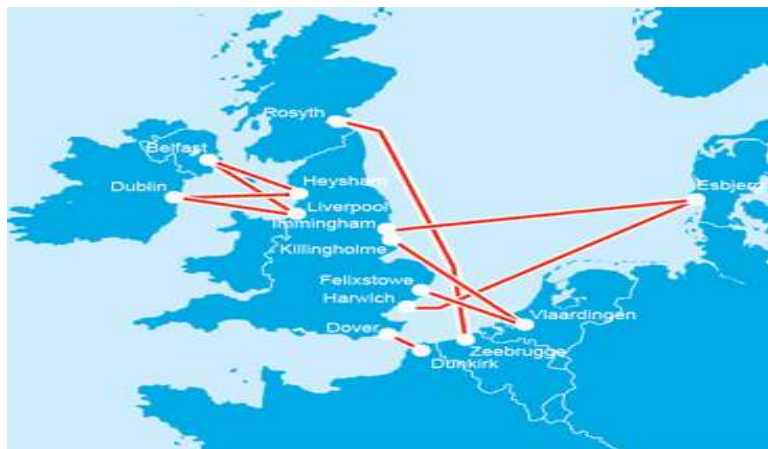 Rosyth
Belfast
Heysham
Dublin
Esbjerg
Liverpool
Immingham
Killingholme
Felixstowe
Harwich
Vlaardingen
Dover
Zeebrugge
Dunkirk